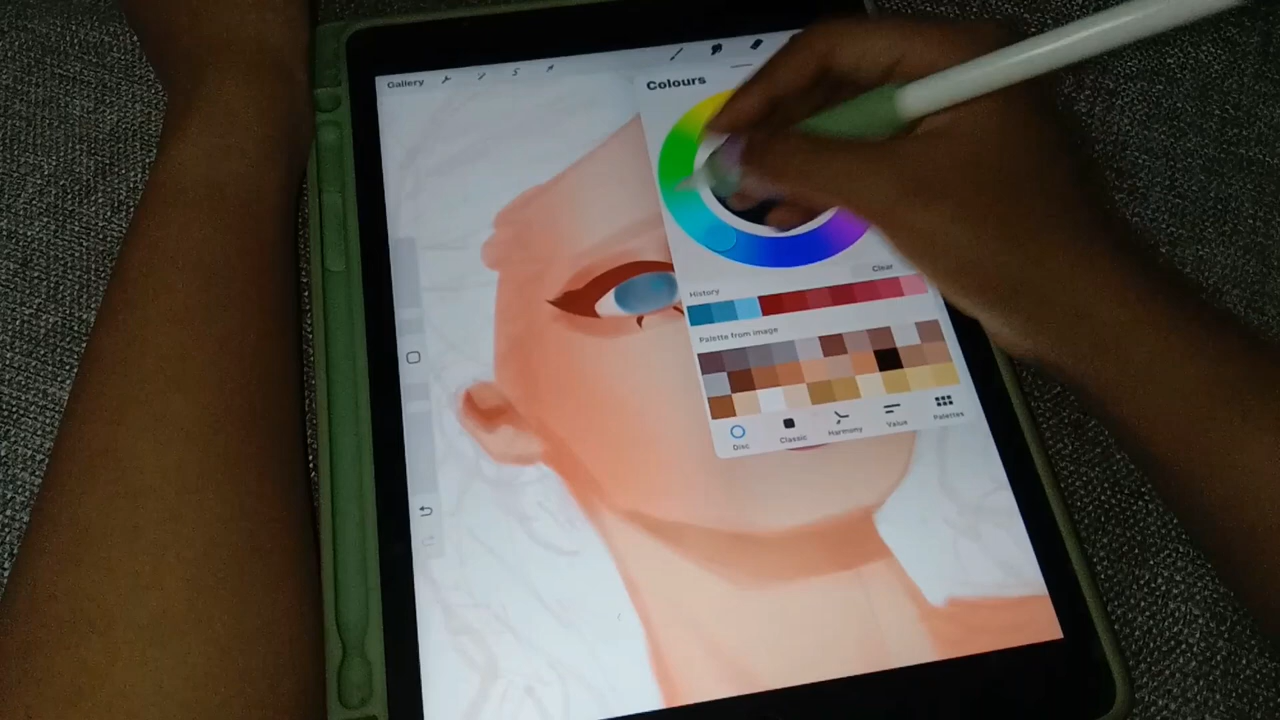 Gallery
Colours
Clear
History
Palette from image
Disc
Classic
Harmony
Value
Palettes